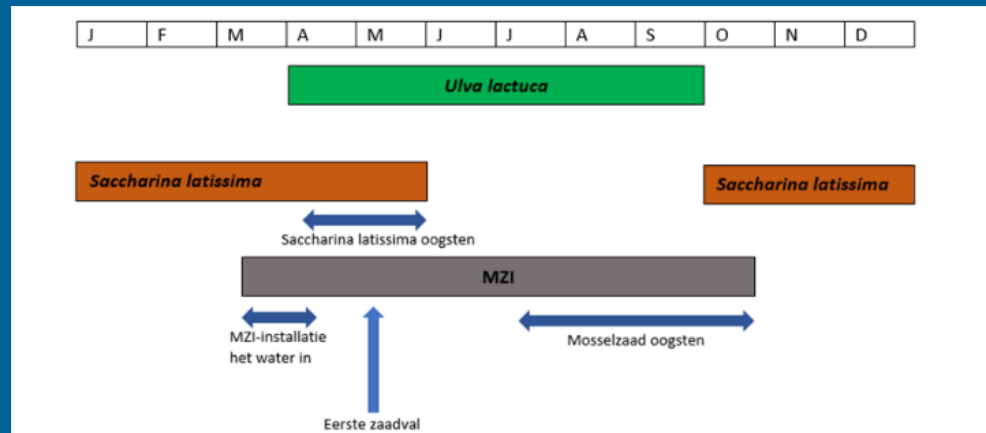 J F M A M J J A S O N D
Ulva lactuca
Saccharina latissima
Saccharina latissima
Saccharina latissima oogsten
MZI
MZI-installatie
het water in
Mosselzaad oogsten
Eerste zaadval